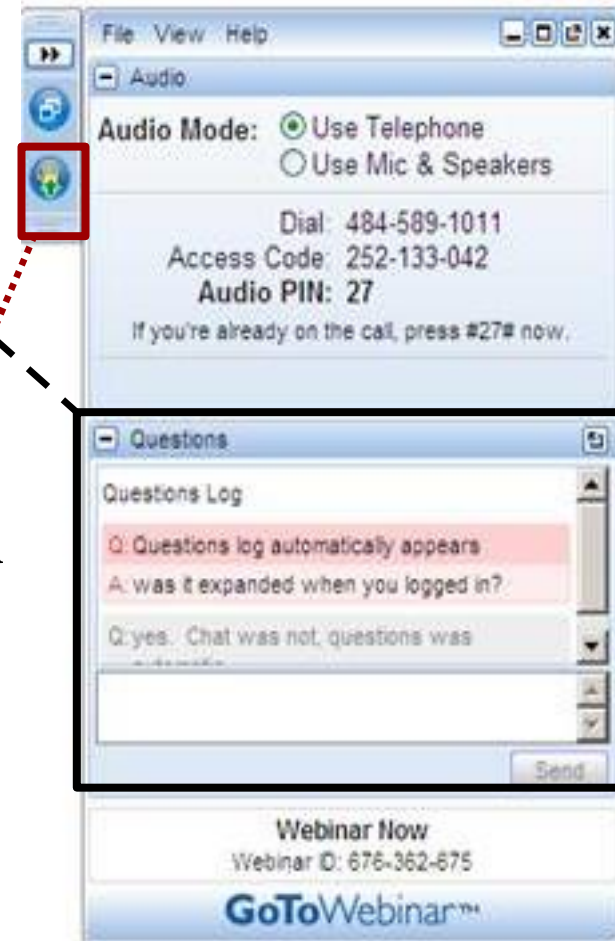 File View Help
Audio
Audio Mode: Use Telephone
Use Mic & Speakers
Dial: 484-589-1011
Access Code: 252-133-042
Audio PIN: 27
If you're already on the call, press #27# now.
Questions
Questions Log
Q: Questions log automatically appears
A: was it expanded when you logged in?
Q: yes. Chat was not, questions was
Send
Webinar Now
Webinar ID: 676-362-675
GoToWebinar™